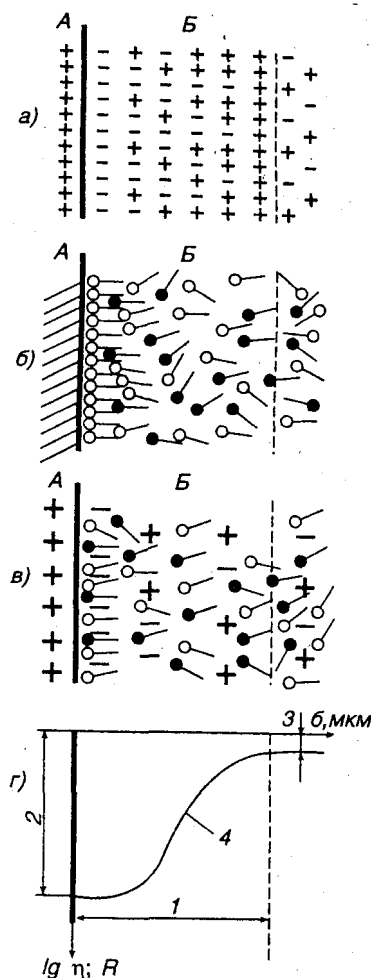 А Б
а)
А Б
б)
А Б
в)
3 б, мкм
г)
2
4
1
lg η; R